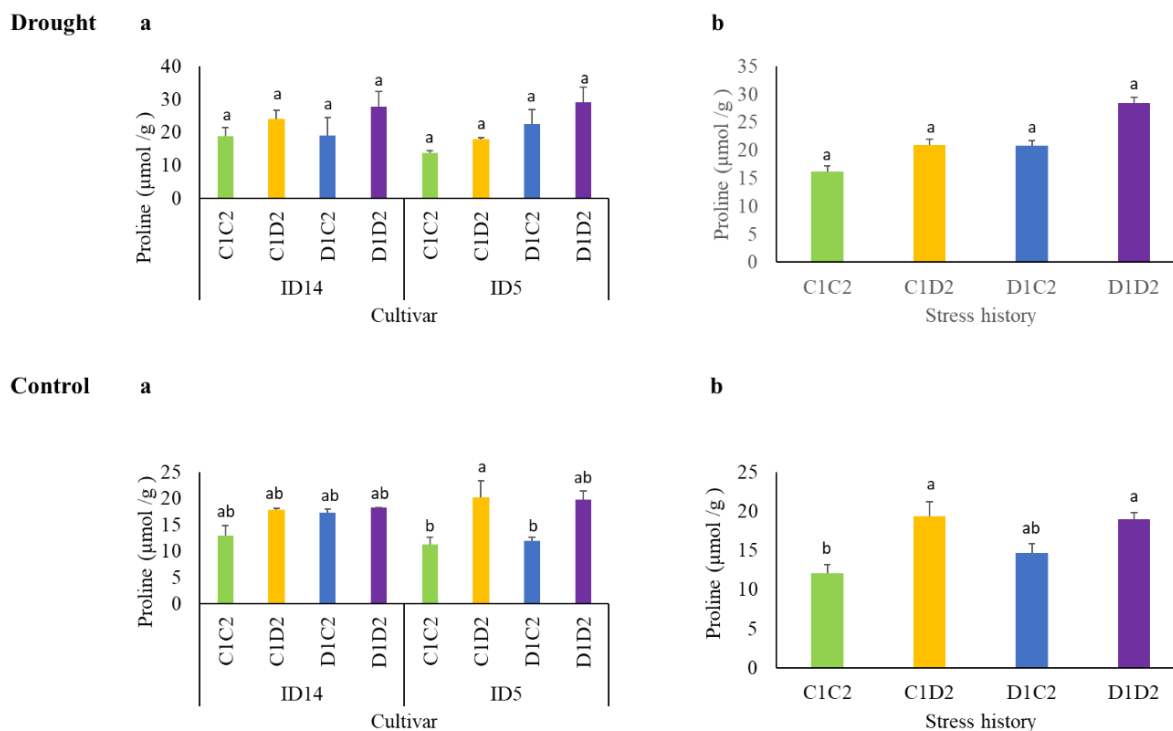 Drought a b
Proline (µmol /g )
40
30
20
10
0
a a a a a a a a
C1C2 C1D2 D1C2 D1D2 C1C2 C1D2 D1C2 D1D2
ID14 ID5
Cultivar
Proline (µmol /g )
35
30
25
20
15
10
5
0
a a a a
C1C2 C1D2 D1C2 D1D2
Stress history
Control a b
Proline (µmol /g )
25
20
15
10
5
0
ab ab ab ab b a b ab
C1C2 C1D2 D1C2 D1D2 C1C2 C1D2 D1C2 D1D2
ID14 ID5
Cultivar
Proline (µmol /g )
25
20
15
10
5
0
b a ab a
C1C2 C1D2 D1C2 D1D2
Stress history